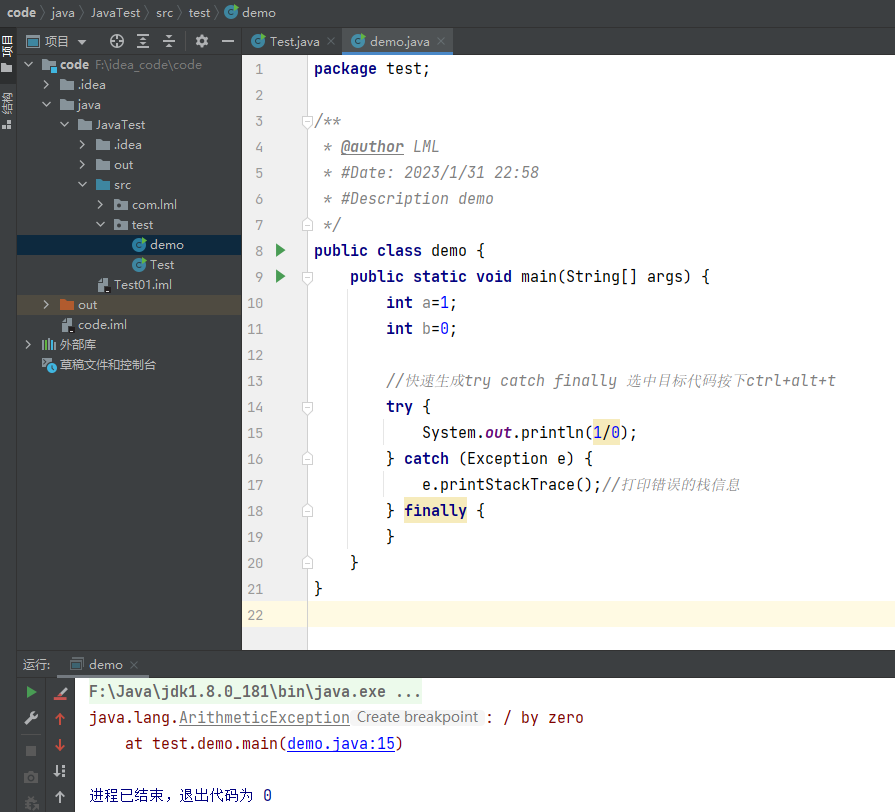 code java JavaTest src test demo
项目
结构
项目
Test.java
demo.java
code F:\idea_code\code
.idea
java
JavaTest
.idea
out
src
com.lml
test
demo
Test
Test01.iml
out
code.iml
外部库
草稿文件和控制台
1 package test;
2
3 /**
4 * @author LML
5 * #Date: 2023/1/31 22:58
6 * #Description demo
7 */
8 public class demo {
9 public static void main(String[] args) {
10 int a=1;
11 int b=0;
12
13 //快速生成try catch finally 选中目标代码按下ctrl+alt+t
14 try {
15 System.out.println(1/0);
16 } catch (Exception e) {
17 e.printStackTrace();//打印错误的栈信息
18 } finally {
19 }
20 }
21 }
22
运行: demo
F:\Java\jdk1.8.0_181\bin\java.exe ...
java.lang.ArithmeticException Create breakpoint : / by zero
at test.demo.main(demo.java:15)
进程已结束，退出代码为 0